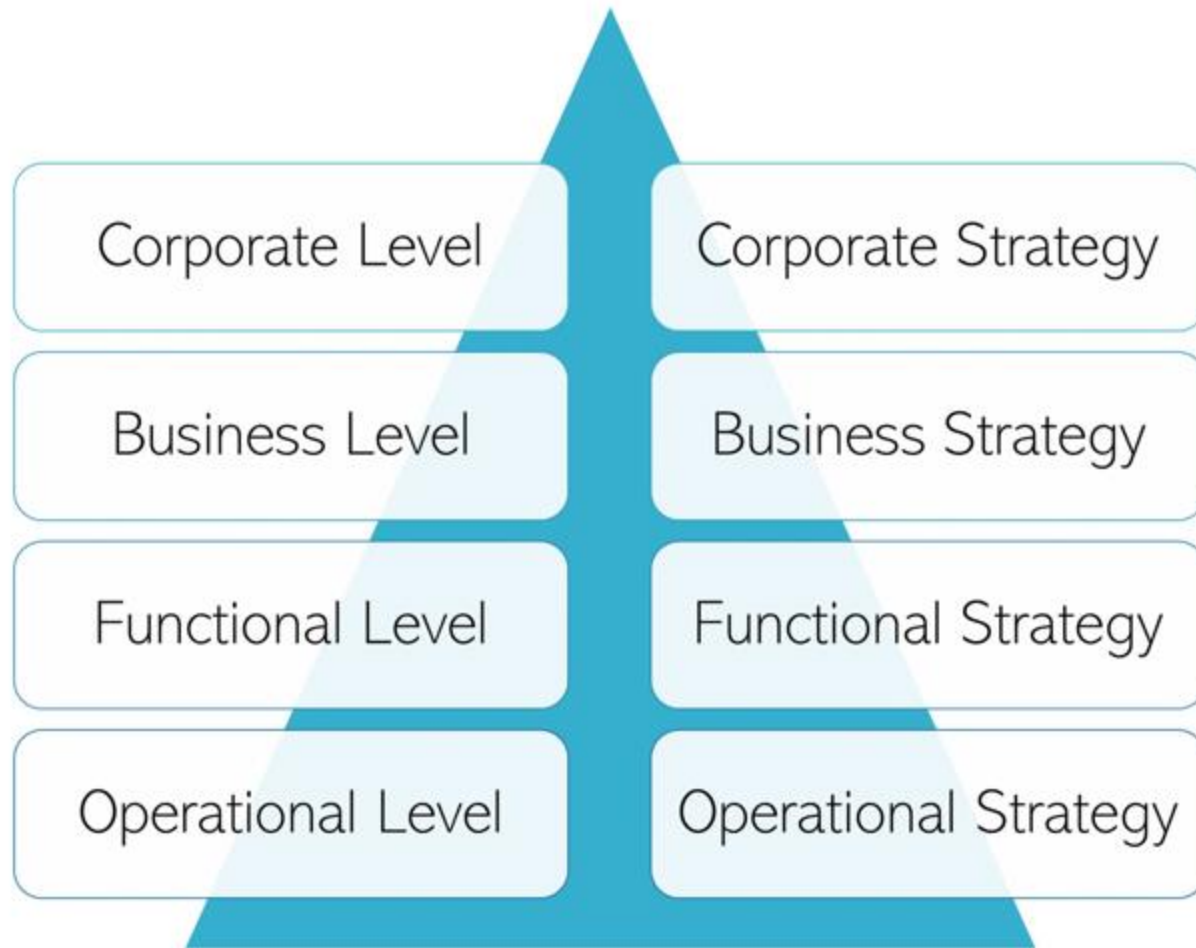 Corporate Level
Corporate Strategy
Business Level
Business Strategy
Functional Level
Functional Strategy
Operational Level
Operational Strategy